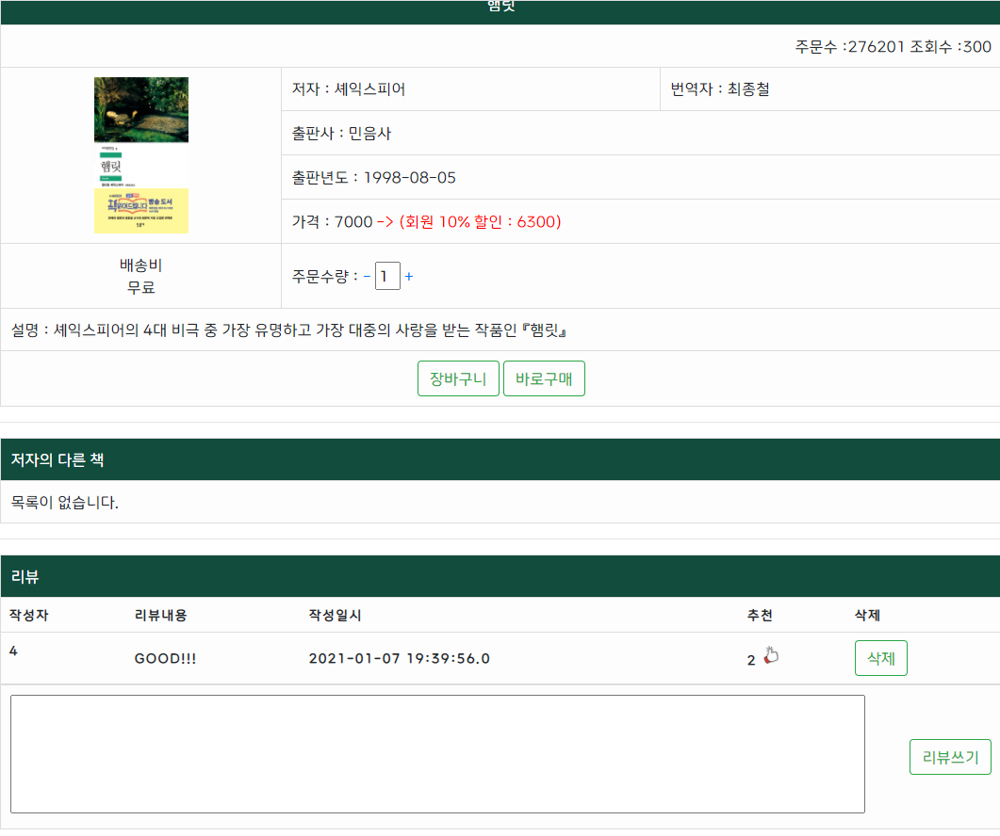 햄릿
주문수 :276201 조회수 :300
저자 : 셰익스피어
번역자 : 최종철
출판사 : 민음사
출판년도 : 1998-08-05
햄릿
방송 도서
가격 : 7000 -> (회원 10% 할인 : 6300)
배송비
무료
주문수량 : - 1 +
설명 : 셰익스피어의 4대 비극 중 가장 유명하고 가장 대중의 사랑을 받는 작품인 『햄릿』
장바구니 바로구매
저자의 다른 책
목록이 없습니다.
리뷰
작성자 리뷰내용 작성일시 추천 삭제
4 GOOD!!! 2021-01-07 19:39:56.0 2 삭제
리뷰쓰기